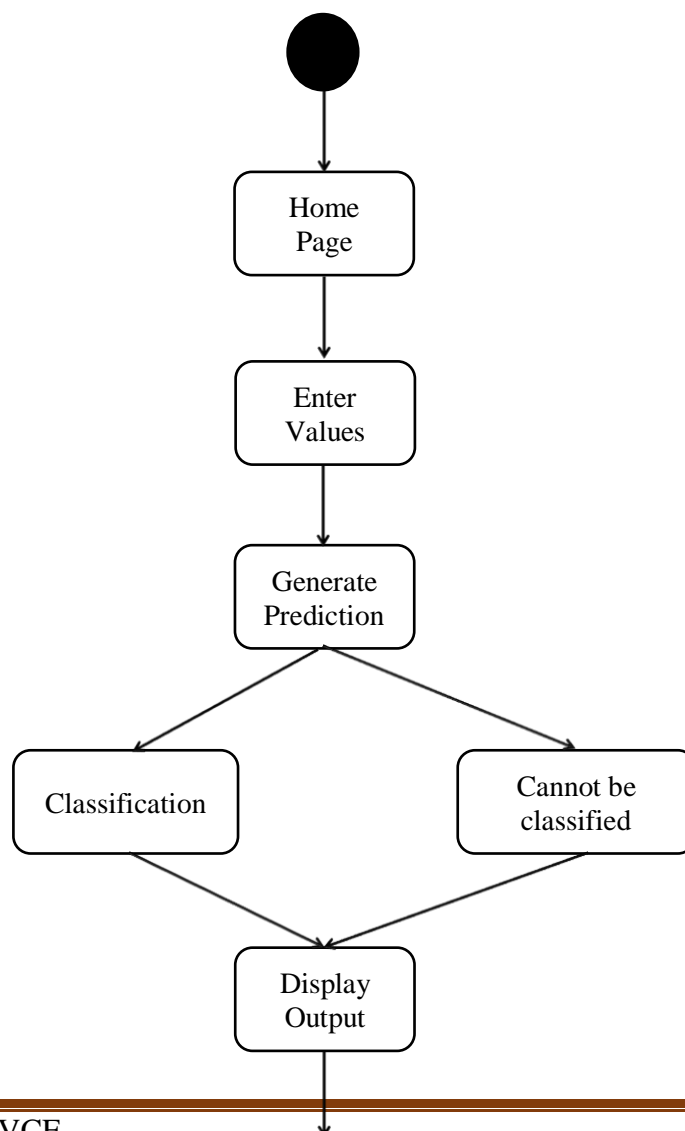 Home
Page
Enter
Values
Generate
Prediction
Classification
Cannot be
classified
Display
Output
VCE